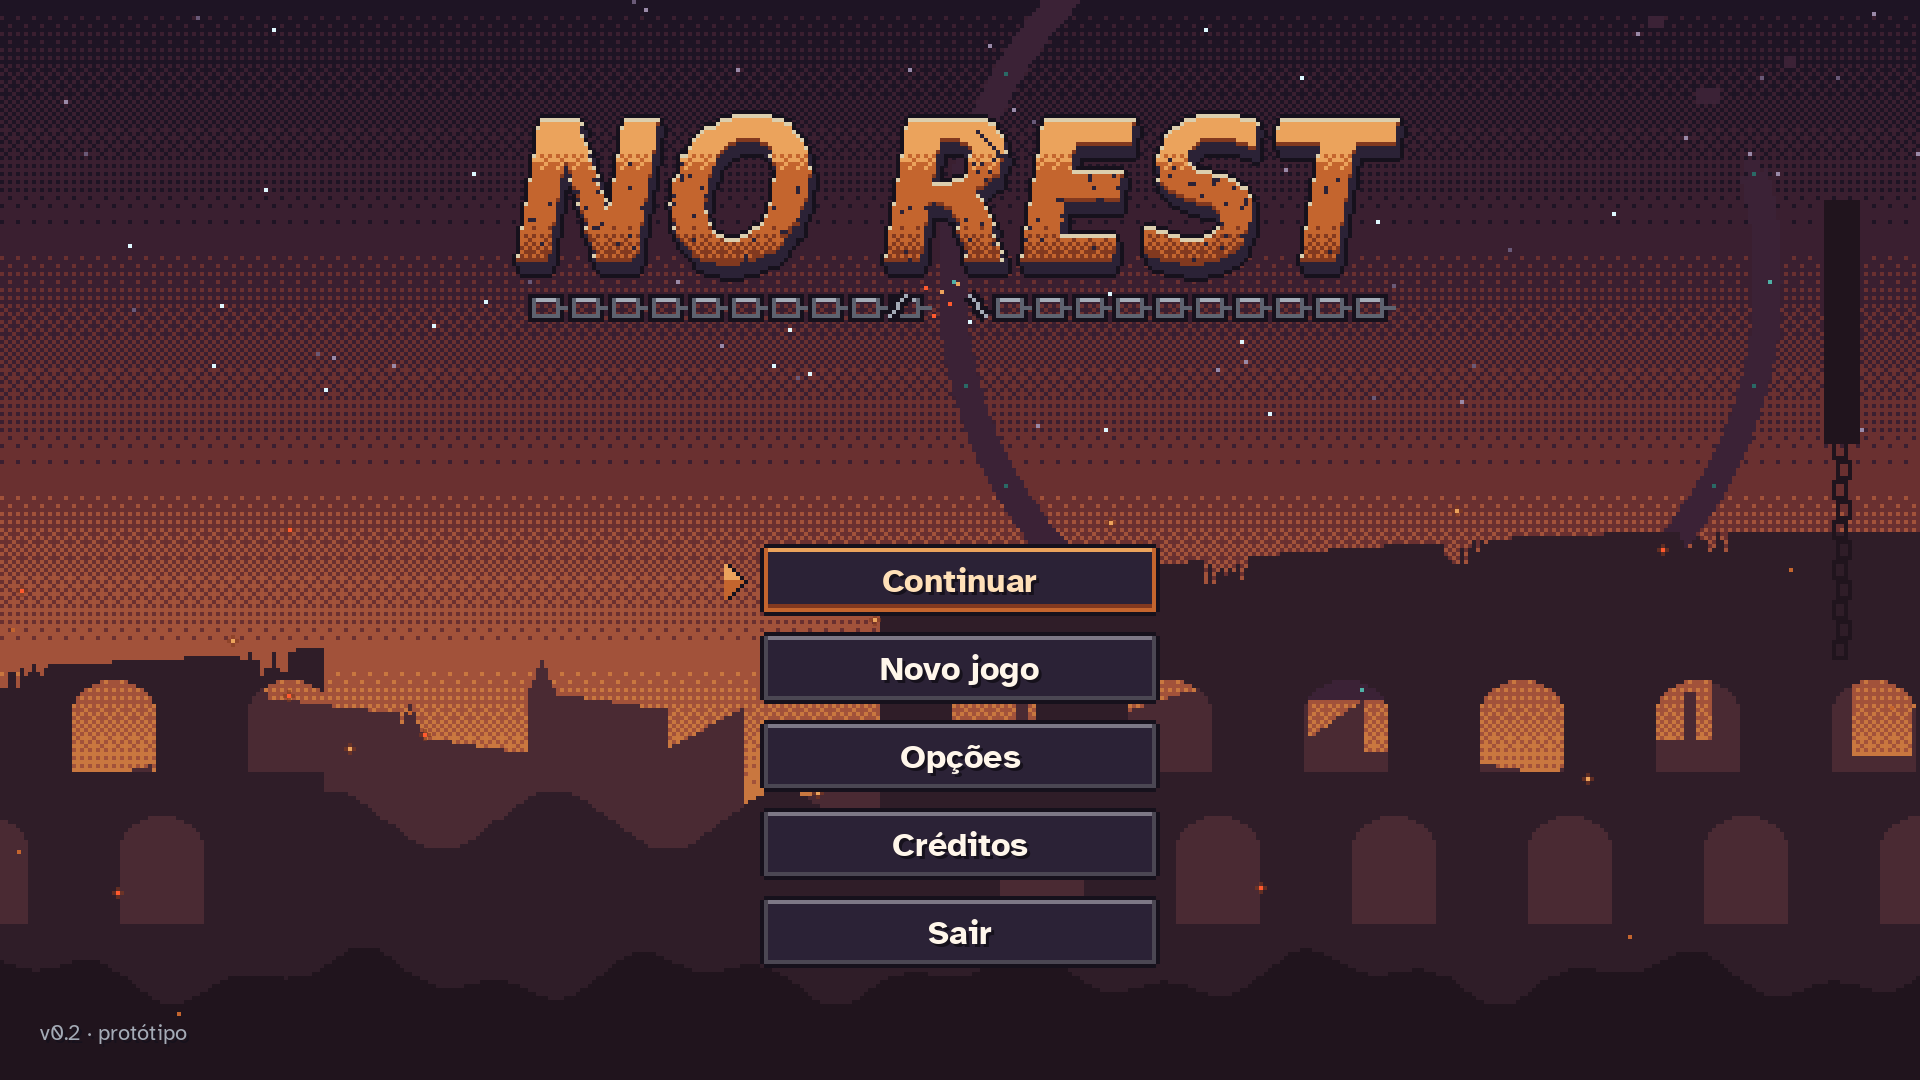 NO REST
Continuar
Novo jogo
Opções
Créditos
Sair
v0.2 · protótipo